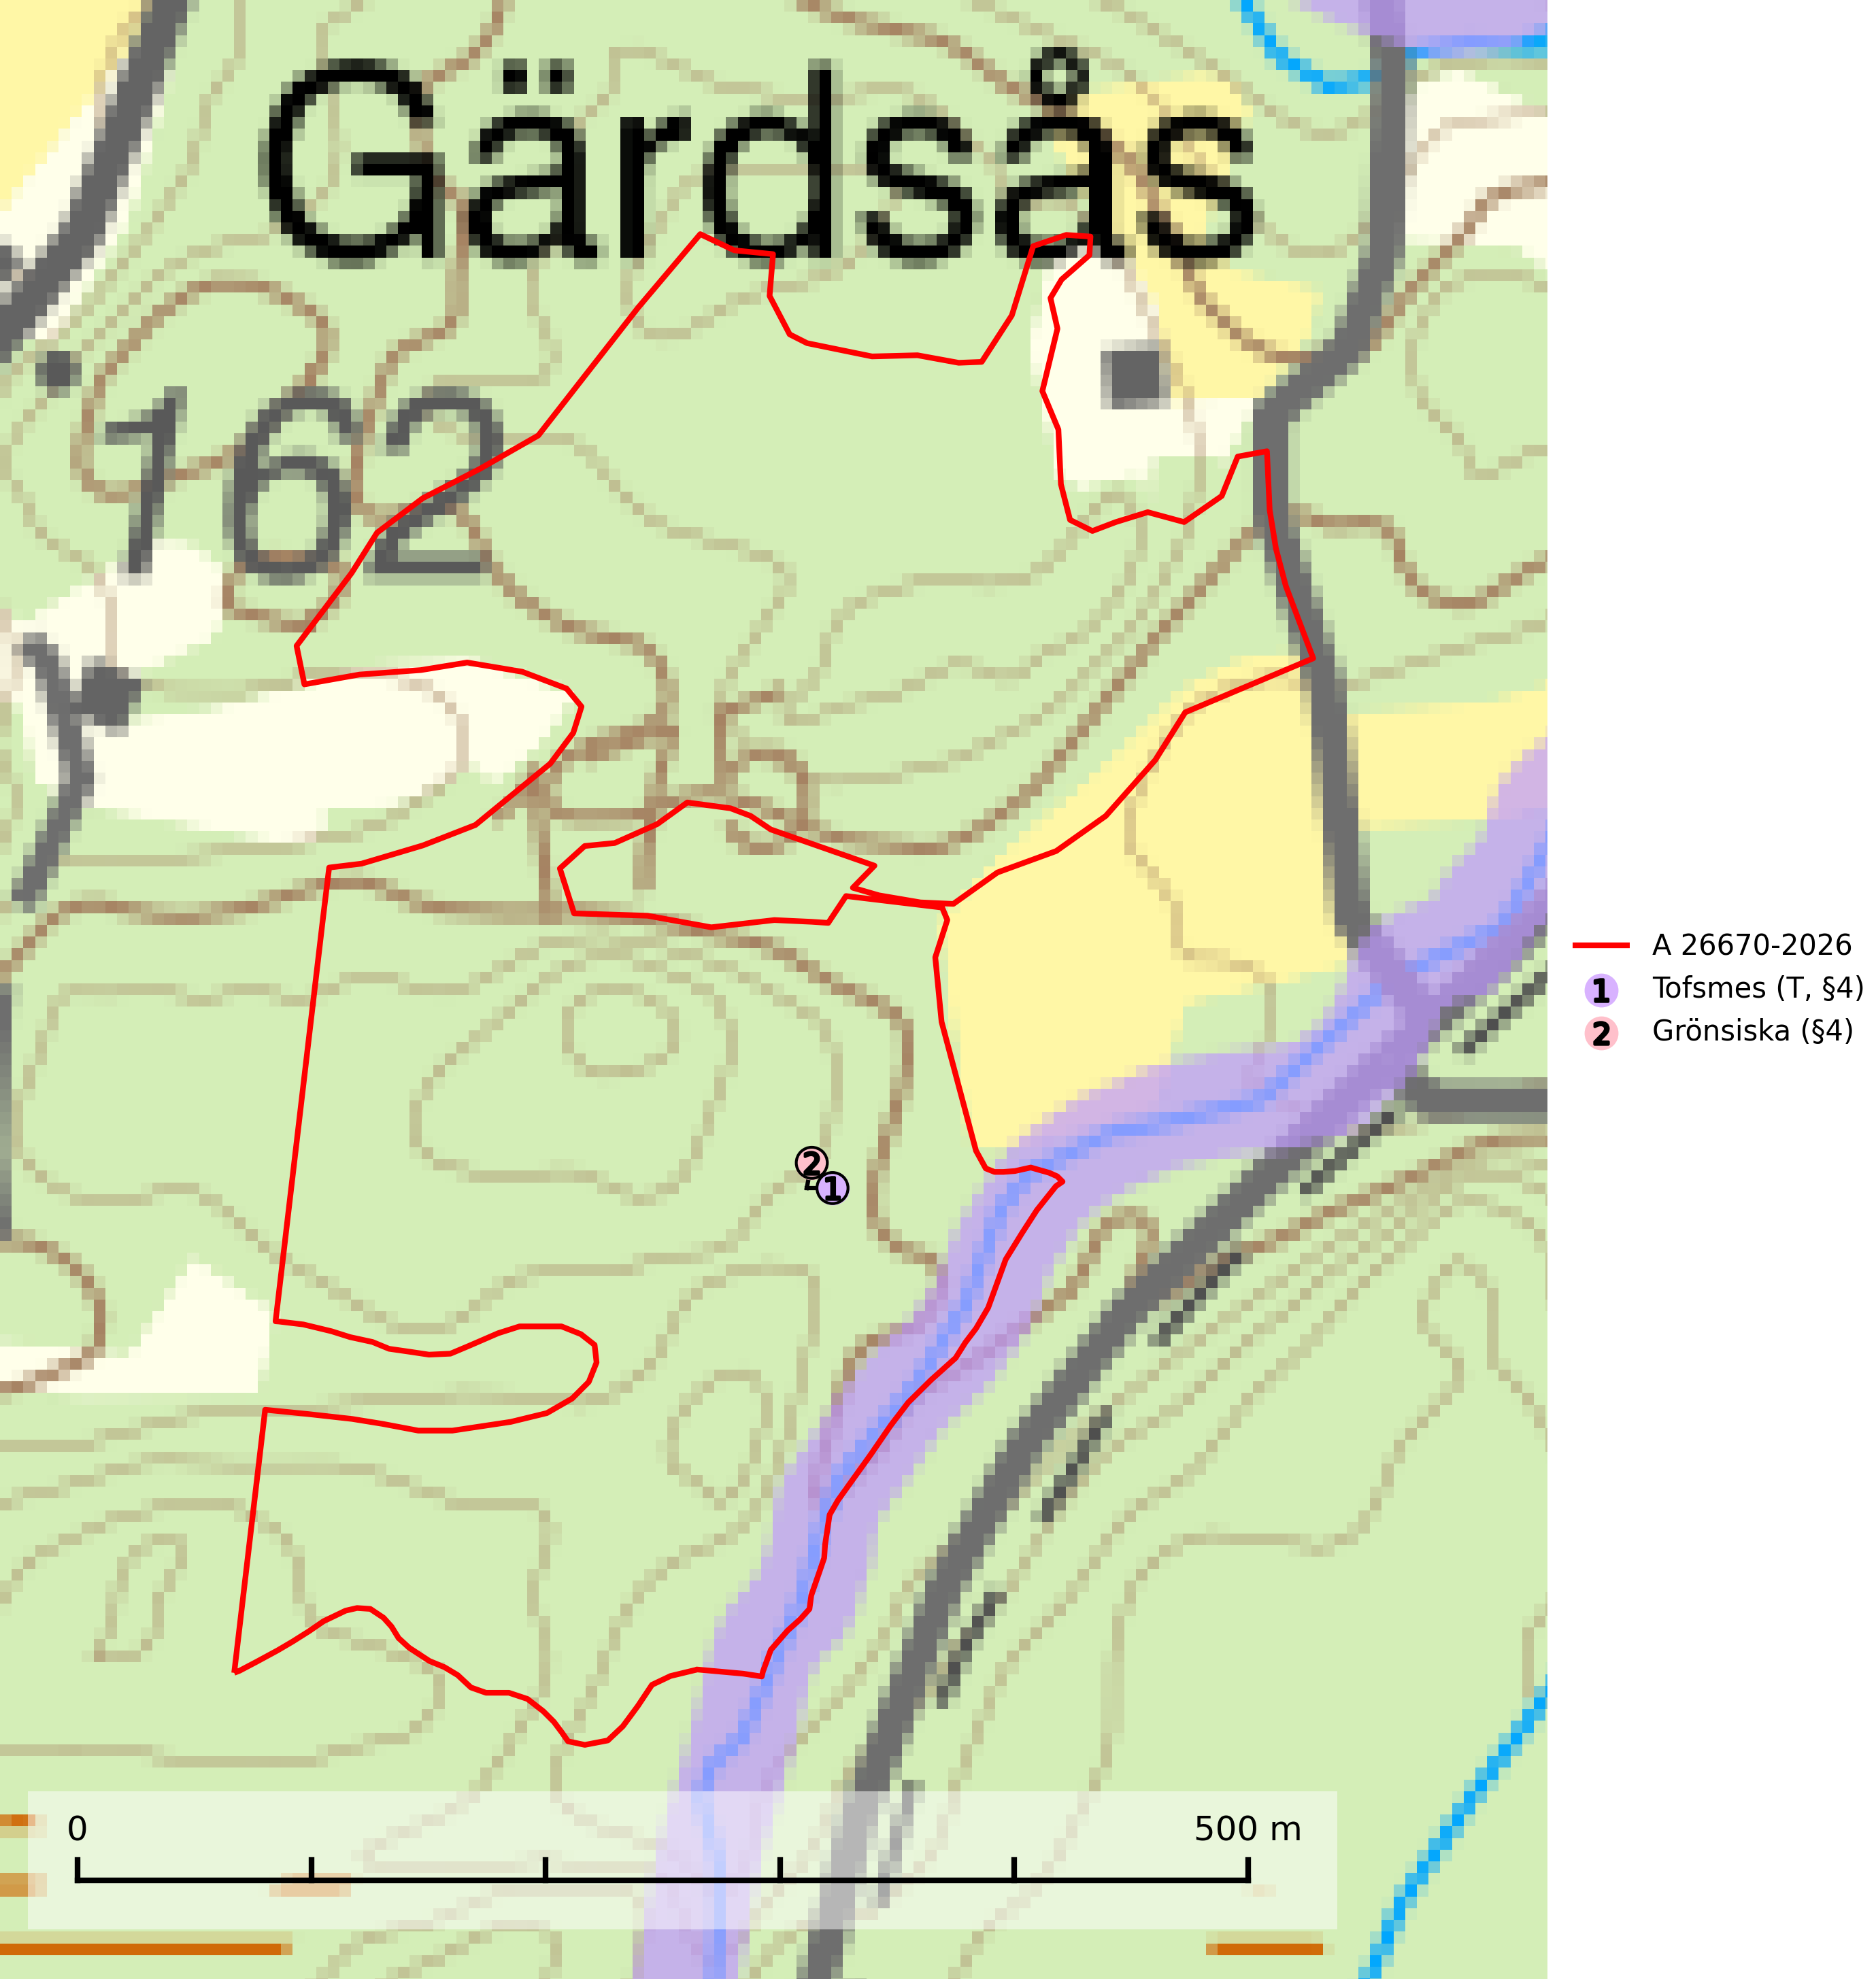 Gärdsås
162
A 26670-2026
1 Tofsmes (T, §4)
2 Grönsiska (§4)
2
1
0 500 m